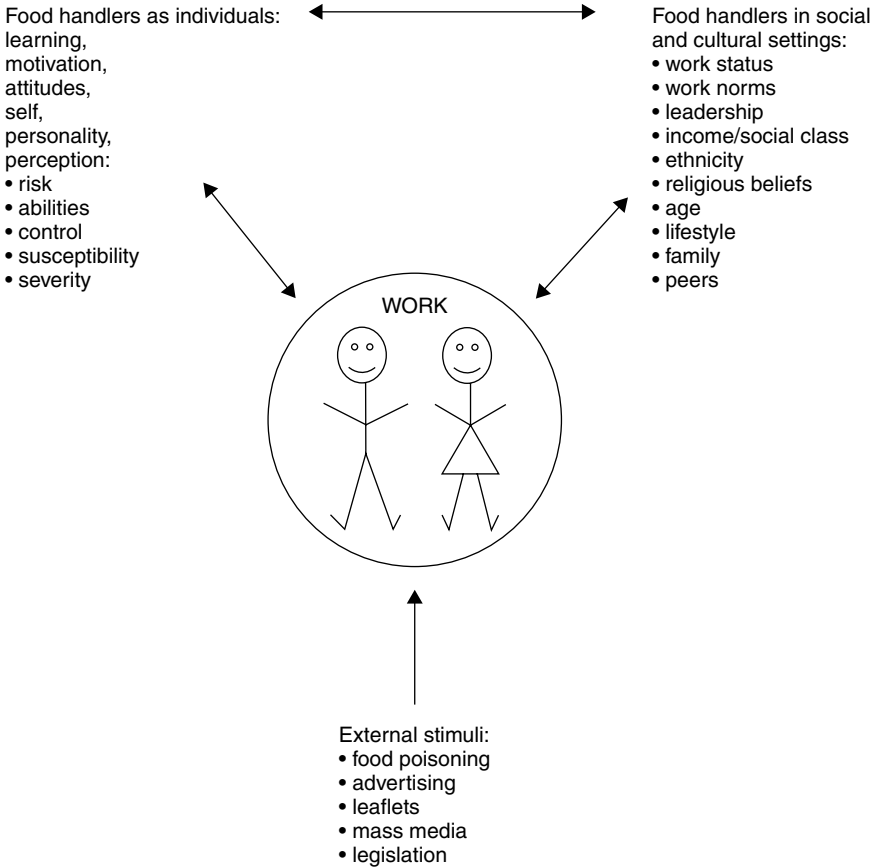 Food handlers as individuals:
learning,
motivation,
attitudes,
self,
personality,
perception:
• risk
• abilities
• control
• susceptibility
• severity
Food handlers in social
and cultural settings:
• work status
• work norms
• leadership
• income/social class
• ethnicity
• religious beliefs
• age
• lifestyle
• family
• peers
WORK
External stimuli:
• food poisoning
• advertising
• leaflets
• mass media
• legislation